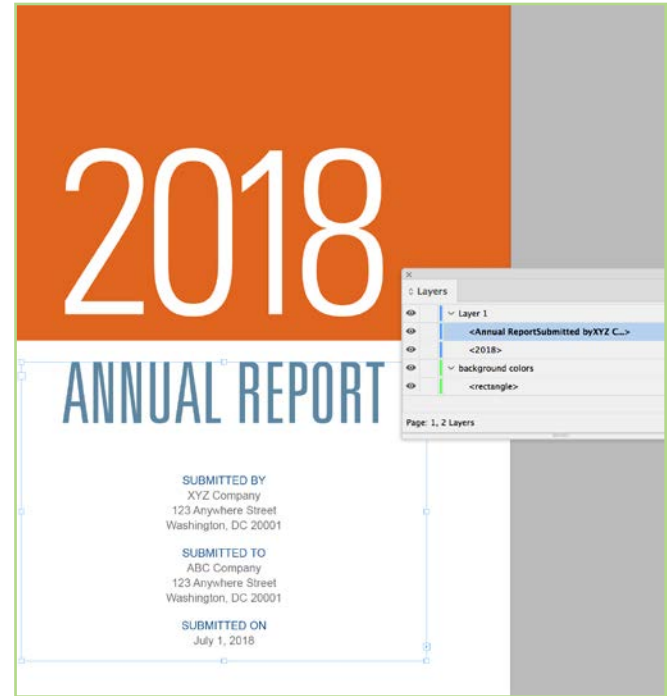 2018
ANNUAL REPORT
SUBMITTED BY
XYZ Company
123 Anywhere Street
Washington, DC 20001
SUBMITTED TO
ABC Company
123 Anywhere Street
Washington, DC 20001
SUBMITTED ON
July 1, 2018
Layers
Layer 1
<Annual ReportSubmitted byXYZ C...>
<2018>
background colors
<rectangle>
Page: 1, 2 Layers